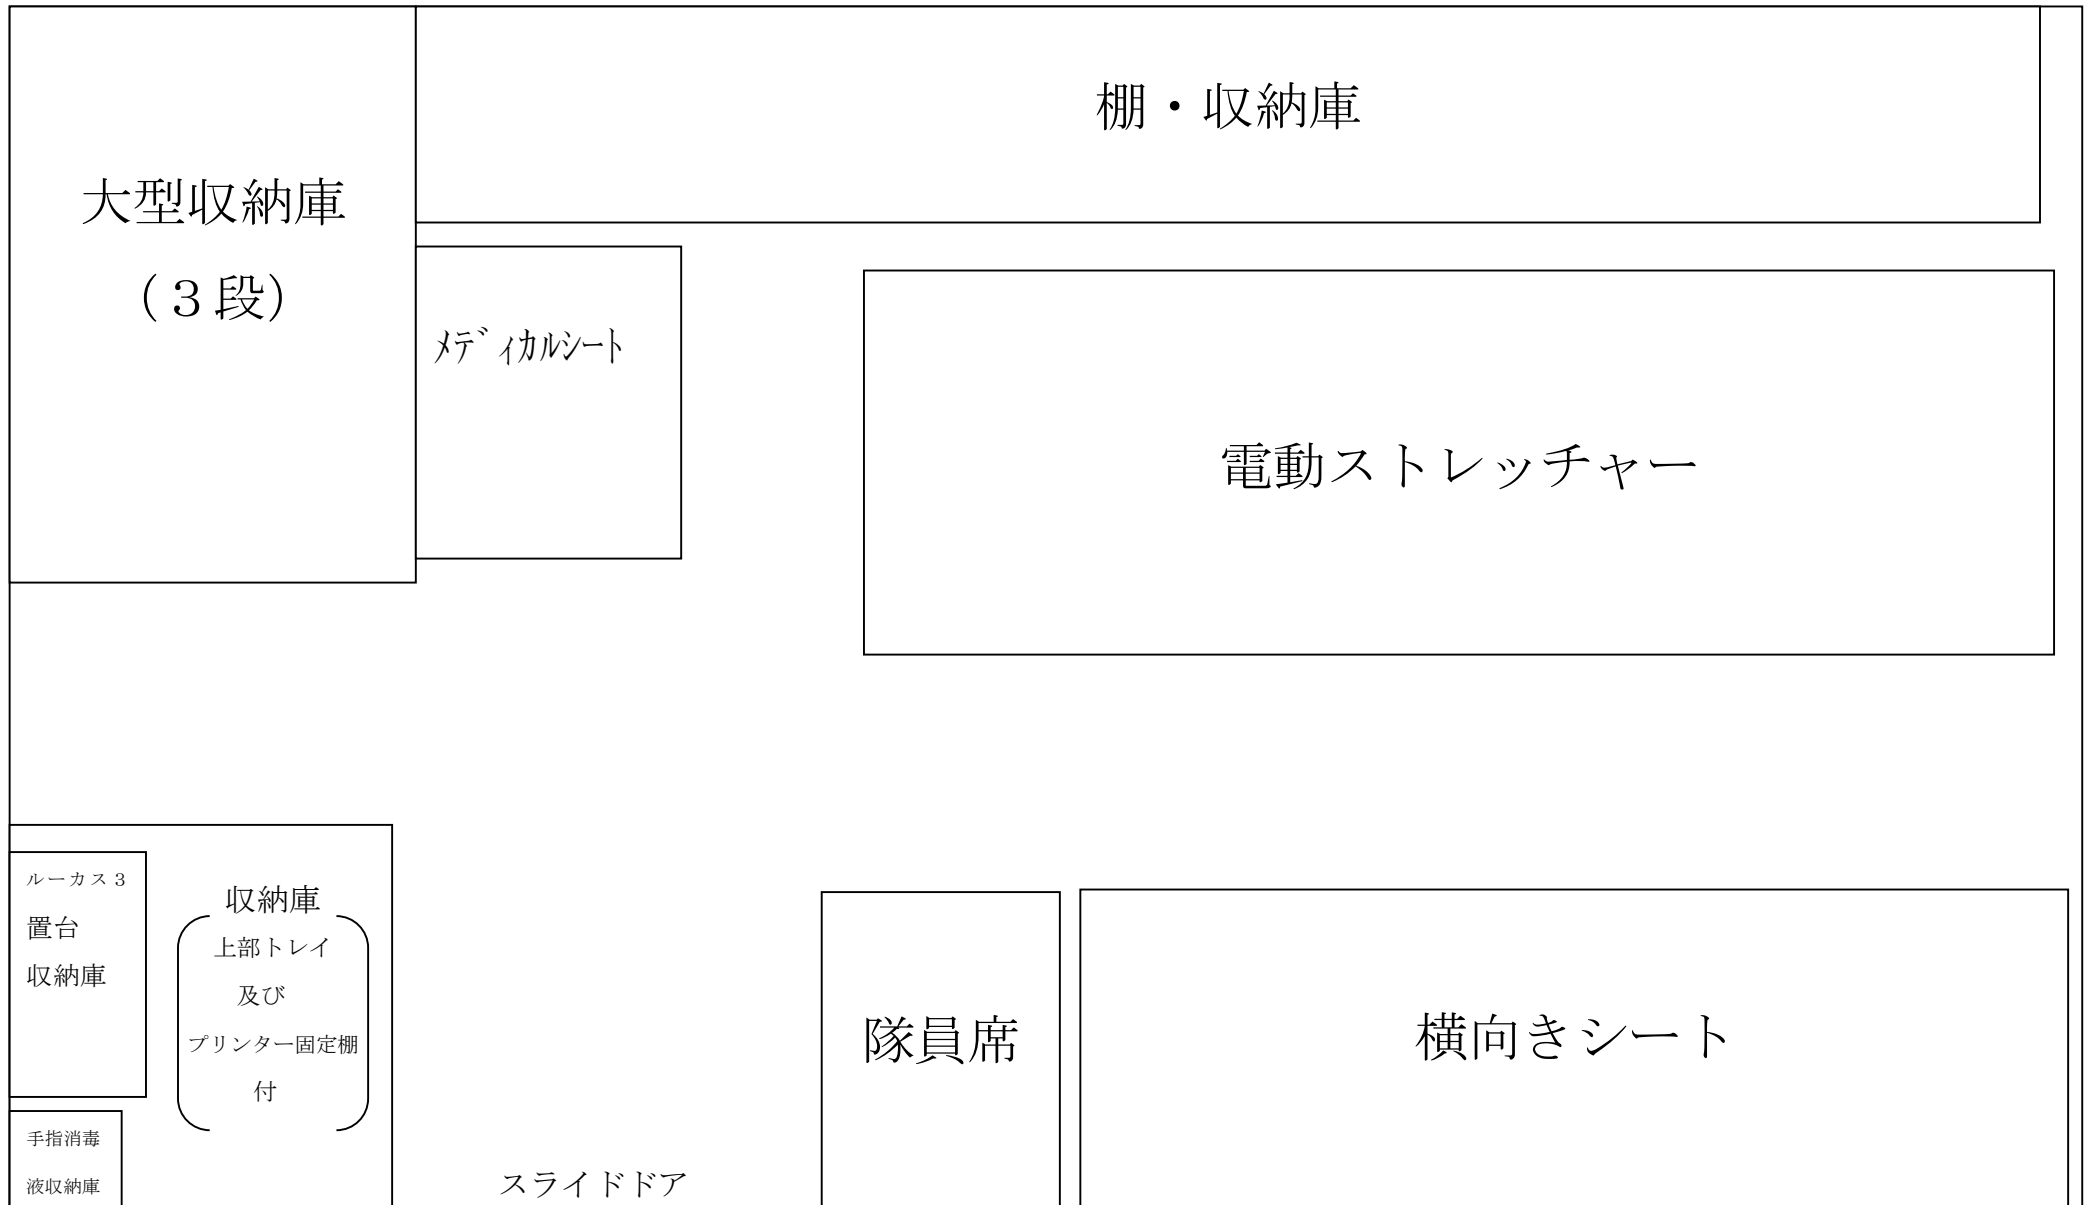 棚・収納庫
大型収納庫
（３段）
ﾒﾃﾞｨｶﾙｼｰﾄ
電動ストレッチャー
ルーカス３
置台
収納庫
収納庫
上部トレイ
及び
プリンター固定棚
付
隊員席
横向きシート
手指消毒
液収納庫
スライドドア